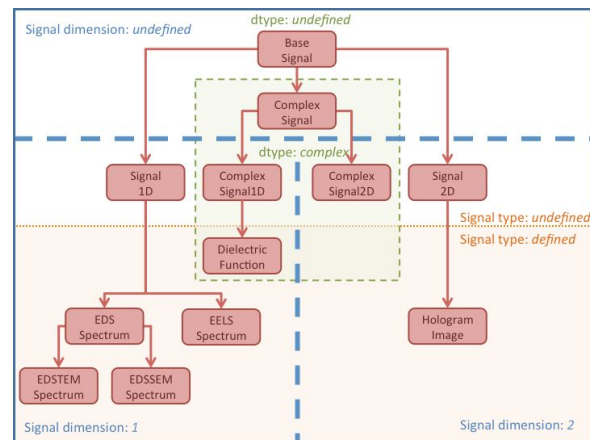 dtype: undefined
Signal dimension: undefined
Base
Signal
Complex
Signal
dtype: complex
Signal
1D
Complex
Signal1D
Complex
Signal2D
Signal
2D
Signal type: undefined
Signal type: defined
Dielectric
Function
EDS
Spectrum
EELS
Spectrum
Hologram
Image
EDSTEM
Spectrum
EDSSEM
Spectrum
Signal dimension: 1
Signal dimension: 2